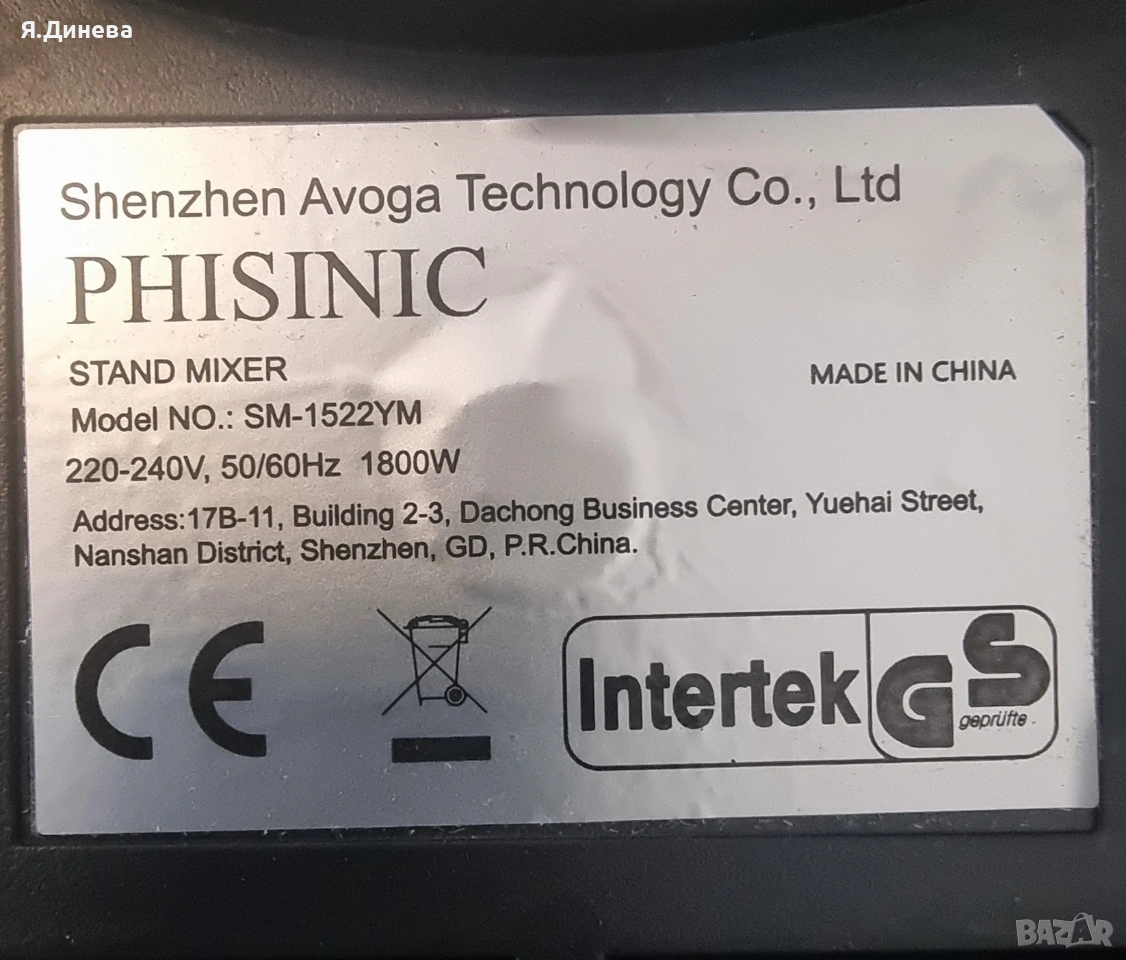 Я.Динева
Shenzhen Avoga Technology Co., Ltd
PHISINIC
STAND MIXER
MADE IN CHINA
Model NO.: SM-1522YM
220-240V, 50/60Hz 1800W
Address:17B-11, Building 2-3, Dachong Business Center, Yuehai Street,
Nanshan District, Shenzhen, GD, P.R.China.
CE
Intertek GS
geprüfte
BAZAR